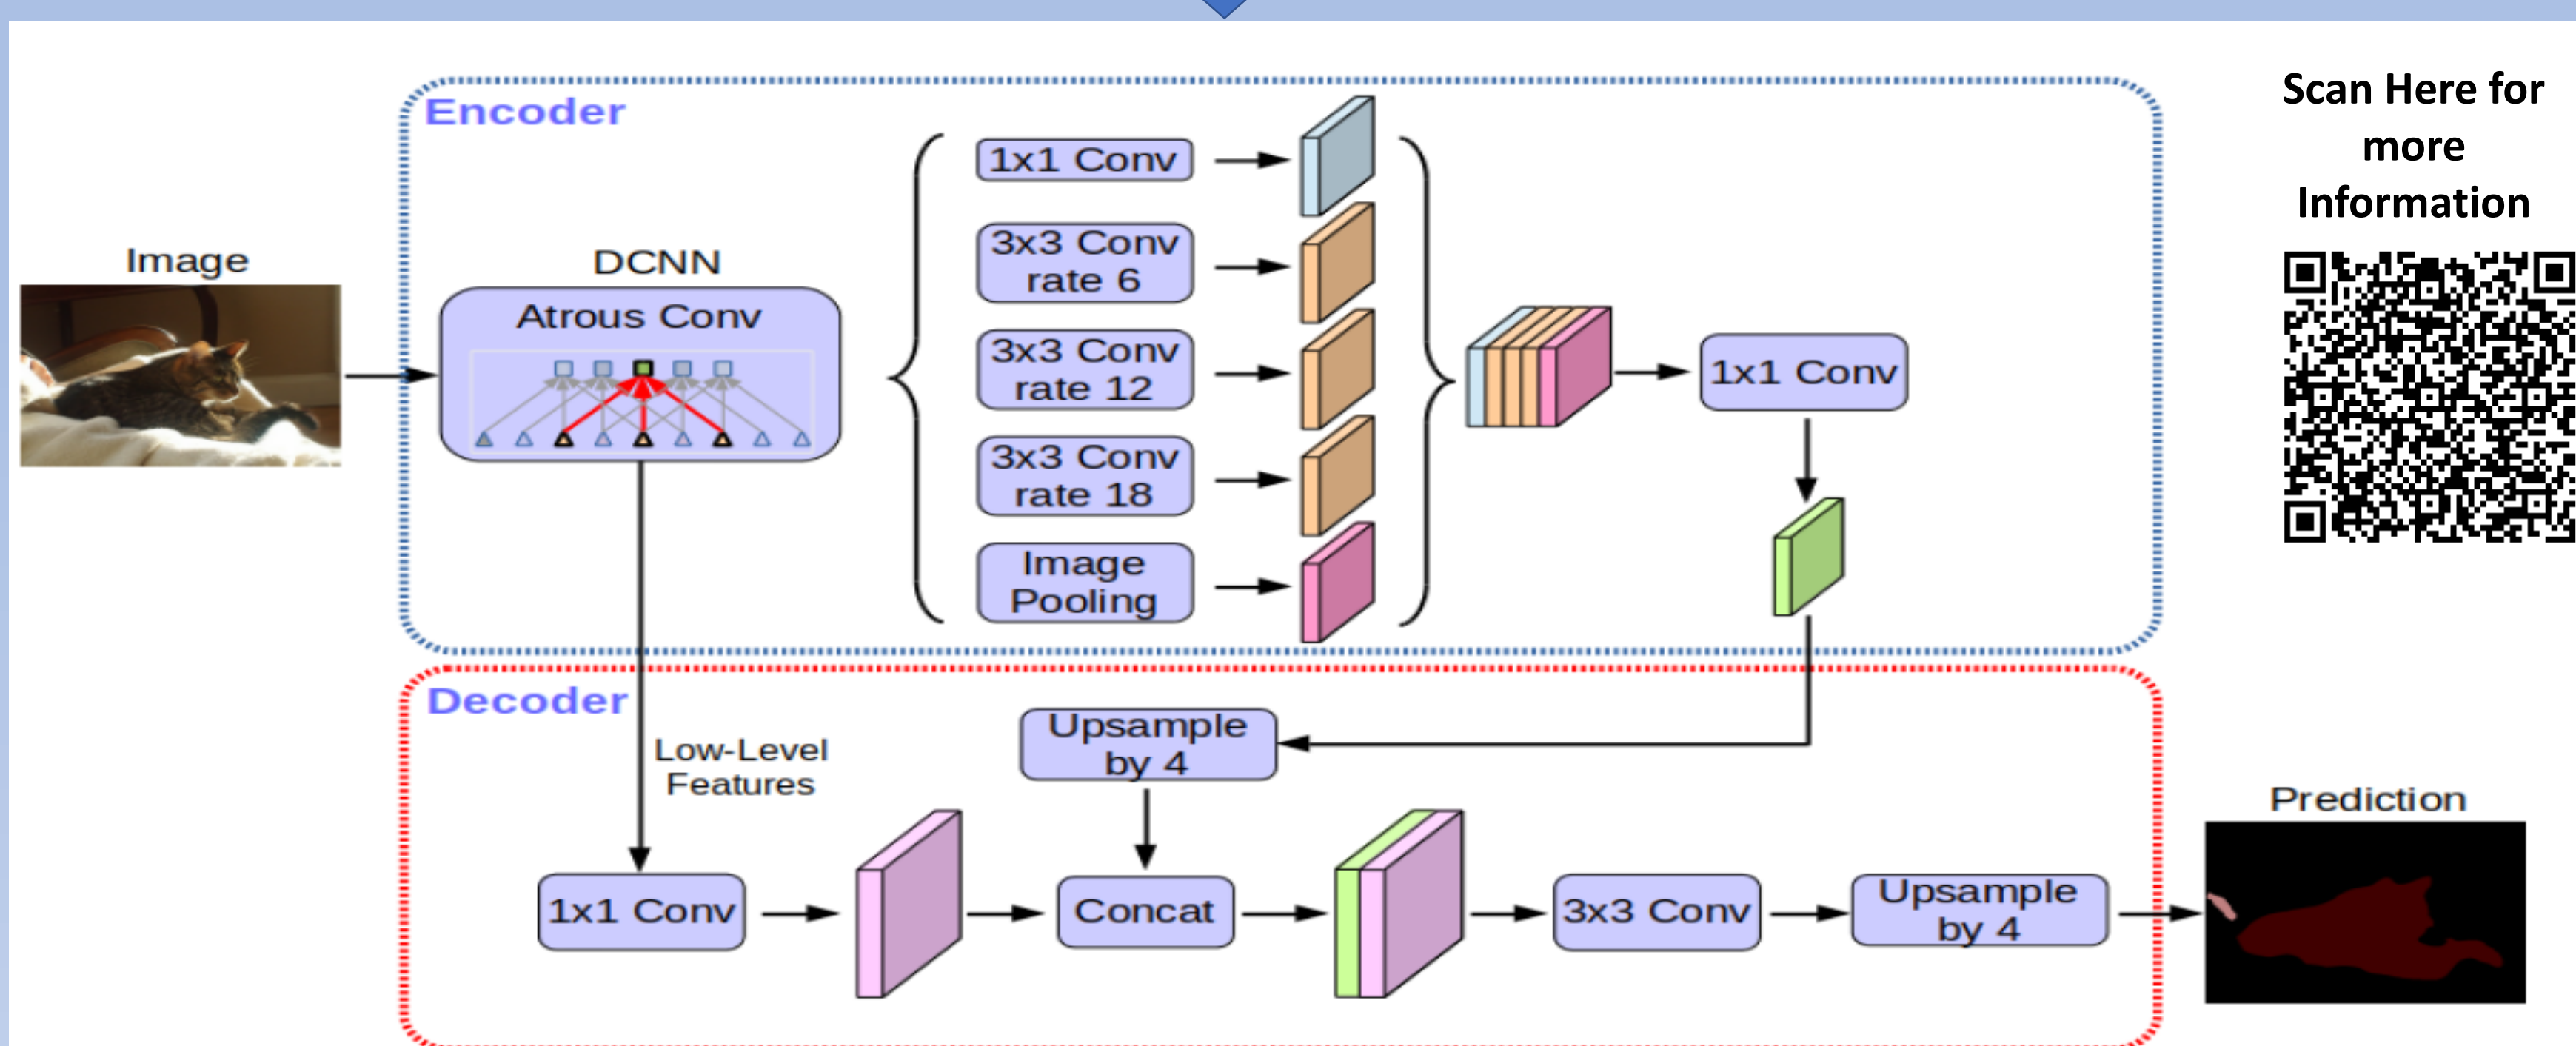 Encoder
Scan Here for
more
Information
Image
DCNN
Atrous Conv
1x1 Conv
3x3 Conv
rate 6
3x3 Conv
rate 12
3x3 Conv
rate 18
Image
Pooling
1x1 Conv
Decoder
Low-Level
Features
Upsample
by 4
1x1 Conv
Concat
3x3 Conv
Upsample
by 4
Prediction